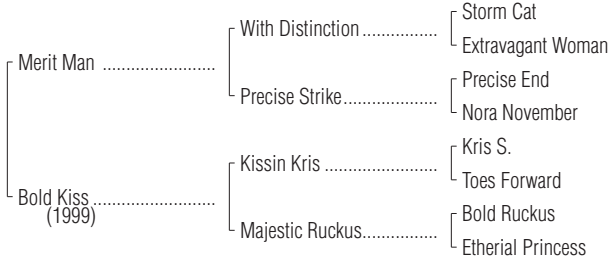 Storm Cat
With Distinction ................
Extravagant Woman
Merit Man ........................
Precise End
Precise Strike....................
Nora November
Kris S.
Kissin Kris ........................
Toes Forward
Bold Kiss ..........................
(1999)
Bold Ruckus
Majestic Ruckus................
Etherial Princess